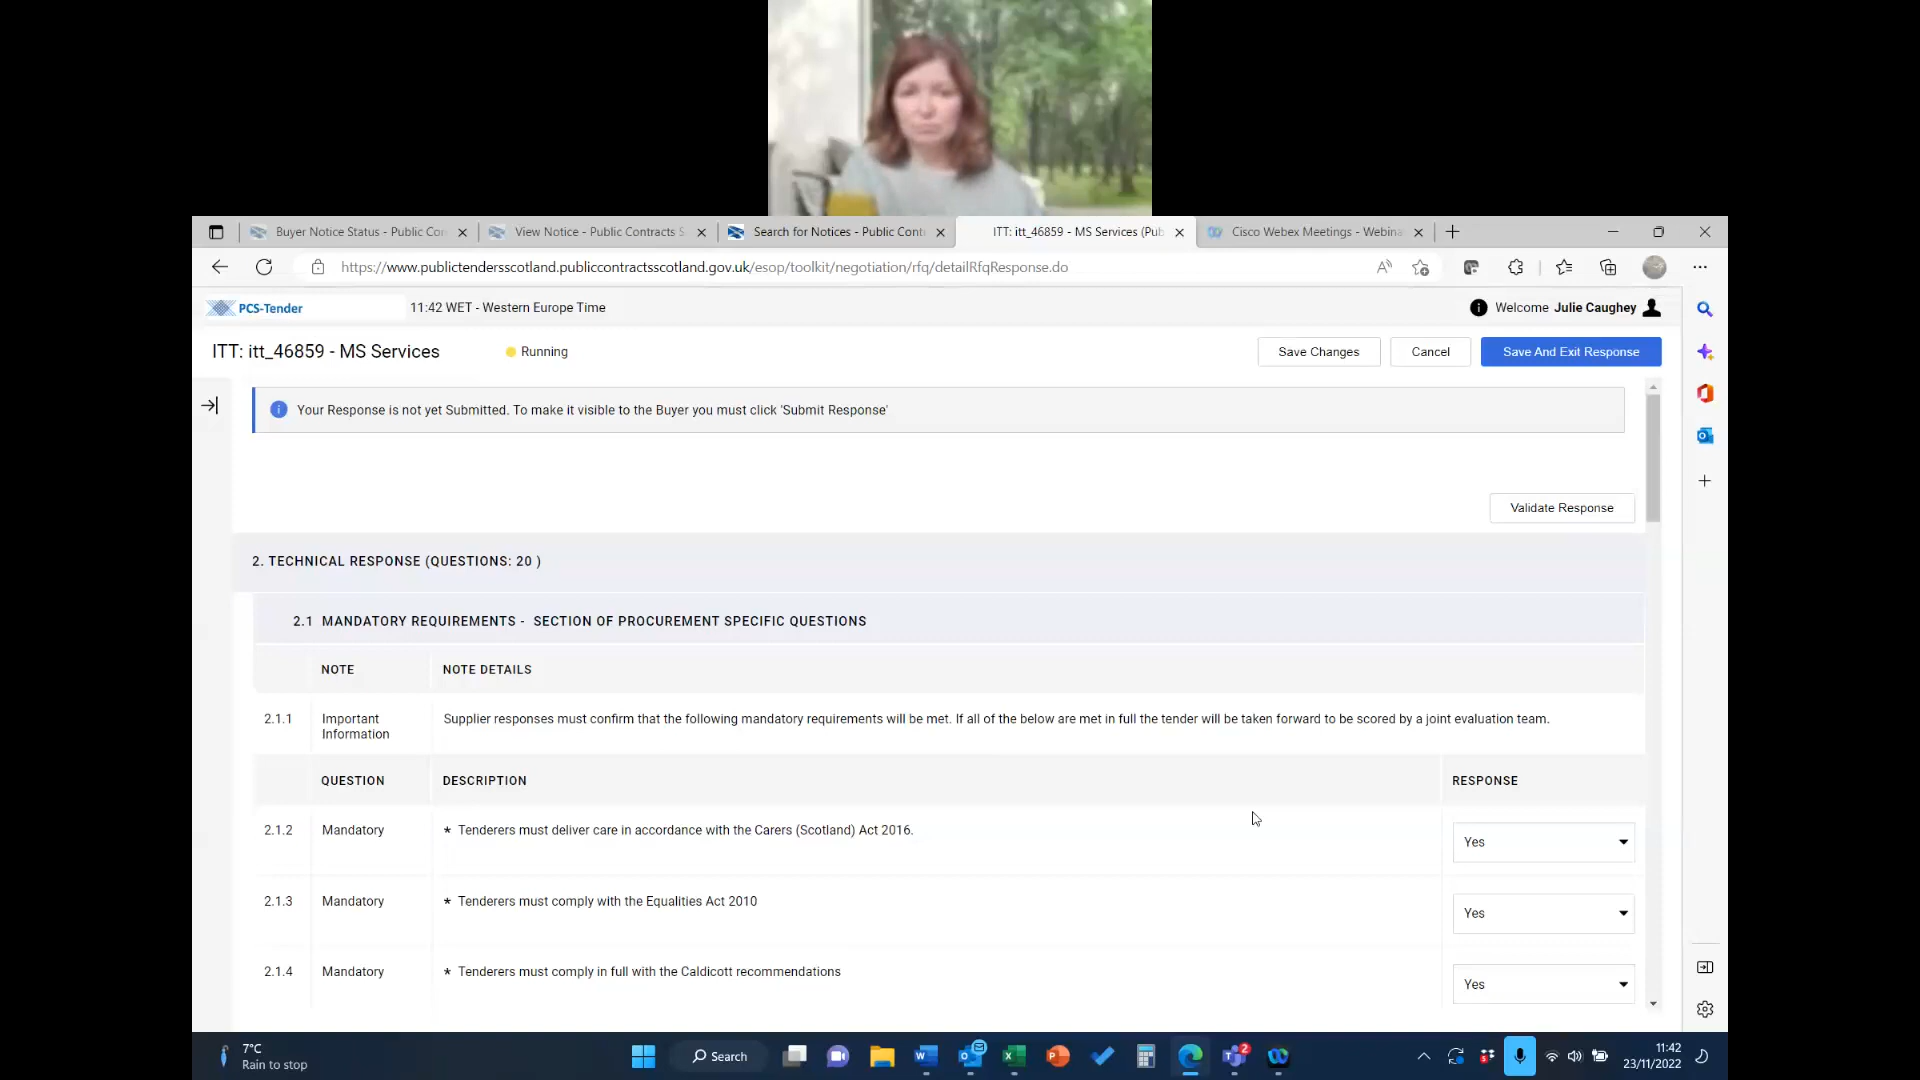 Buyer Notice Status - Public Con
View Notice - Public Contracts S
Search for Notices - Public Cont
ITT: itt_46859 - MS Services (Pub
Cisco Webex Meetings - Webina
https://www.publictendersscotland.publiccontractsscotland.gov.uk/esop/toolkit/negotiation/rfq/detailRfqResponse.do
PCS-Tender
11:42 WET - Western Europe Time
Welcome Julie Caughey
ITT: itt_46859 - MS Services
Running
Save Changes
Cancel
Save And Exit Response
Your Response is not yet Submitted. To make it visible to the Buyer you must click 'Submit Response'
Validate Response
2. TECHNICAL RESPONSE (QUESTIONS: 20 )
2.1 MANDATORY REQUIREMENTS - SECTION OF PROCUREMENT SPECIFIC QUESTIONS
NOTE
NOTE DETAILS
2.1.1
Important
Information
Supplier responses must confirm that the following mandatory requirements will be met. If all of the below are met in full the tender will be taken forward to be scored by a joint evaluation team.
QUESTION
DESCRIPTION
RESPONSE
2.1.2
Mandatory
* Tenderers must deliver care in accordance with the Carers (Scotland) Act 2016.
Yes
2.1.3
Mandatory
* Tenderers must comply with the Equalities Act 2010
Yes
2.1.4
Mandatory
* Tenderers must comply in full with the Caldicott recommendations
Yes
7°C
Rain to stop
Search
2
11:42
23/11/2022